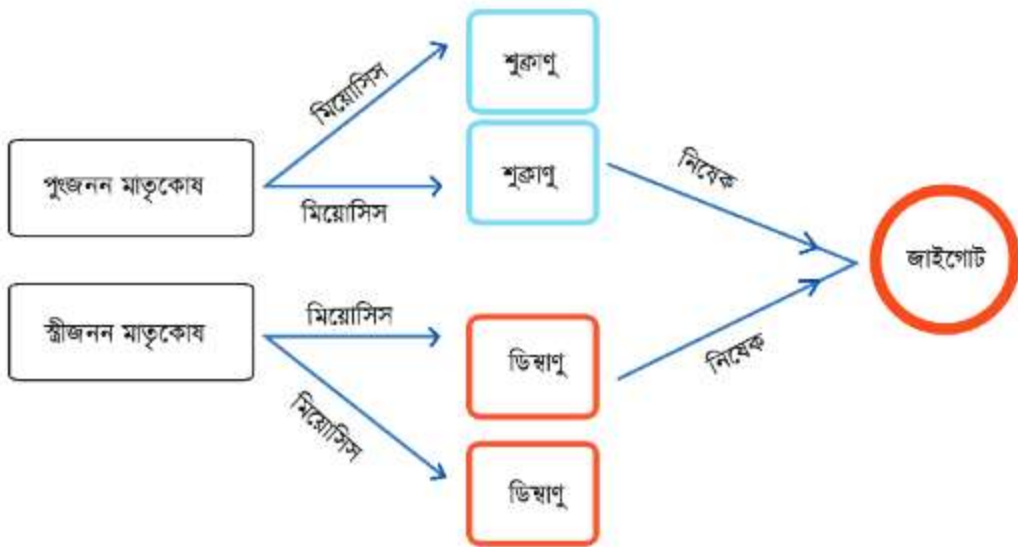 মিয়োসিস
শুক্রাণু
পুংজনন মাতৃকোষ
মিয়োসিস
শুক্রাণু
নিষেক
জাইগোট
স্ত্রীজনন মাতৃকোষ
মিয়োসিস
ডিম্বাণু
নিষেক
মিয়োসিস
ডিম্বাণু